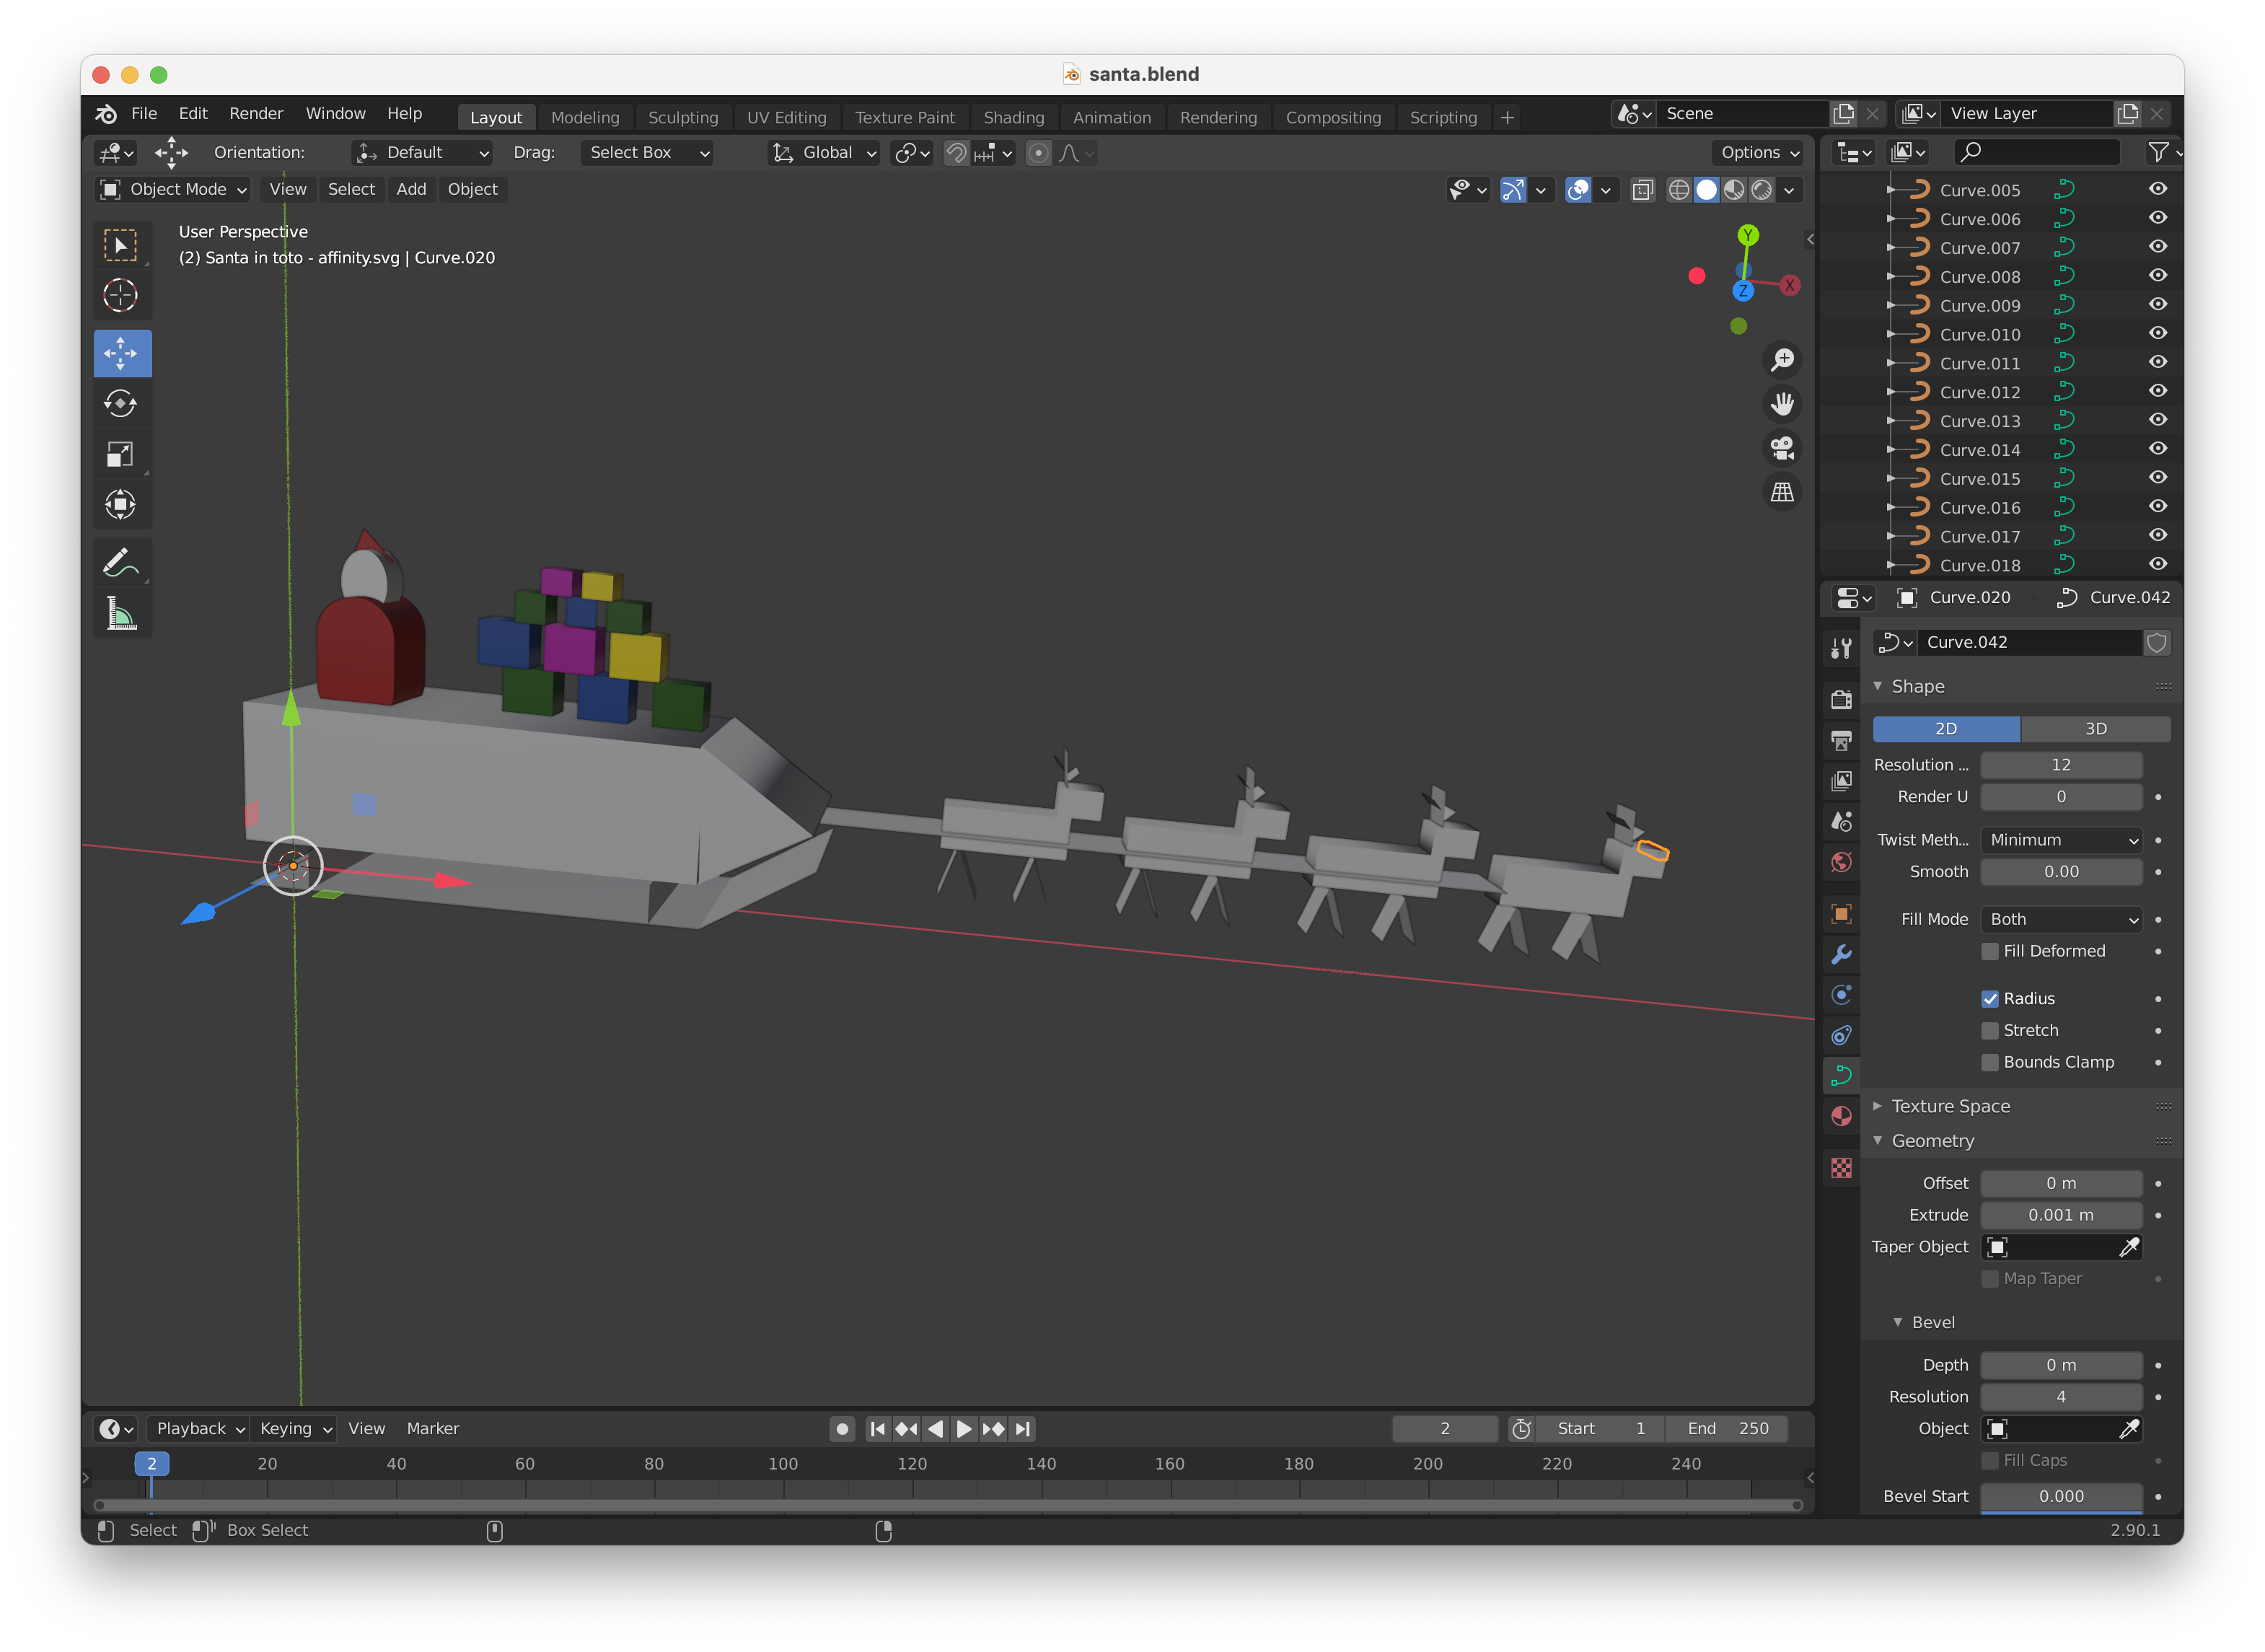 santa.blend
File Edit Render Window Help Layout Modeling Sculpting UV Editing Texture Paint Shading Animation Rendering Compositing Scripting + Scene View Layer
Orientation: Default Drag: Select Box Global Options
Object Mode View Select Add Object
User Perspective
(2) Santa in toto - affinity.svg | Curve.020
Y
X
Z
Curve.005
Curve.006
Curve.007
Curve.008
Curve.009
Curve.010
Curve.011
Curve.012
Curve.013
Curve.014
Curve.015
Curve.016
Curve.017
Curve.018
Curve.020 Curve.042
Curve.042
Shape
2D 3D
Resolution ... 12
Render U 0
Twist Meth... Minimum
Smooth 0.00
Fill Mode Both
Fill Deformed
Radius
Stretch
Bounds Clamp
Texture Space
Geometry
Offset 0 m
Extrude 0.001 m
Taper Object
Map Taper
Bevel
Depth 0 m
Resolution 4
Object
Fill Caps
Bevel Start 0.000
Playback Keying View Marker 2 Start 1 End 250
2 20 40 60 80 100 120 140 160 180 200 220 240
Select Box Select 2.90.1